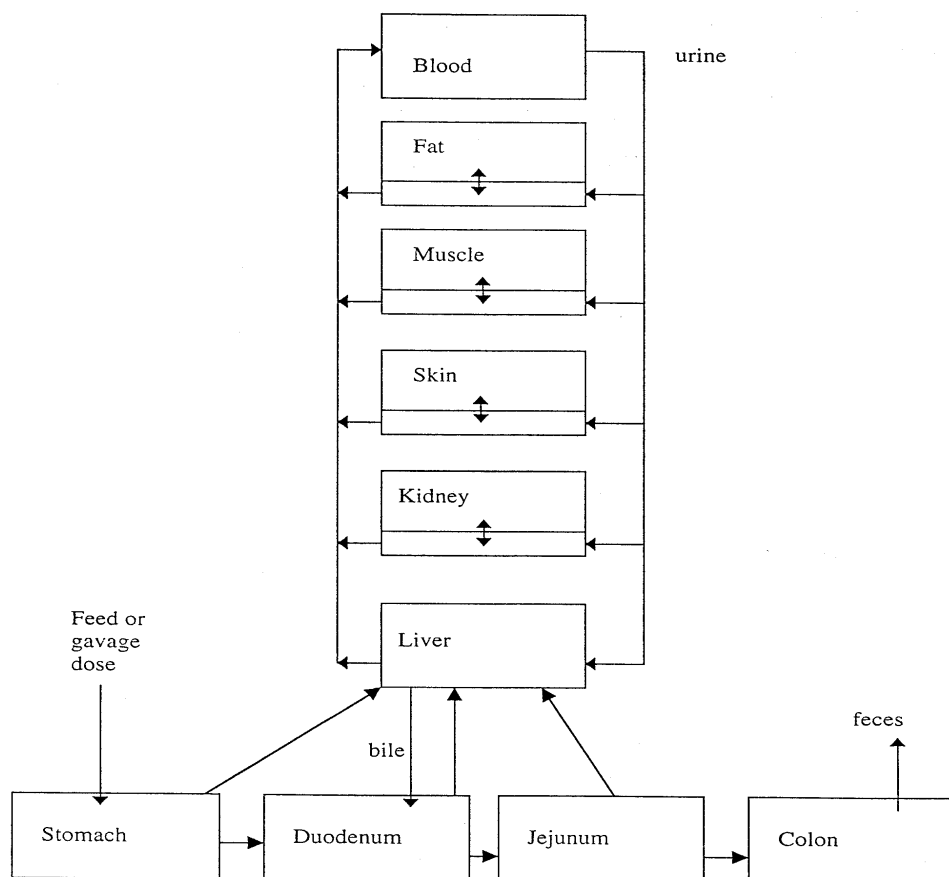 Blood
urine
Fat
Muscle
Skin
Kidney
Feed or
gavage
dose
Liver
bile
feces
Stomach
Duodenum
Jejunum
Colon